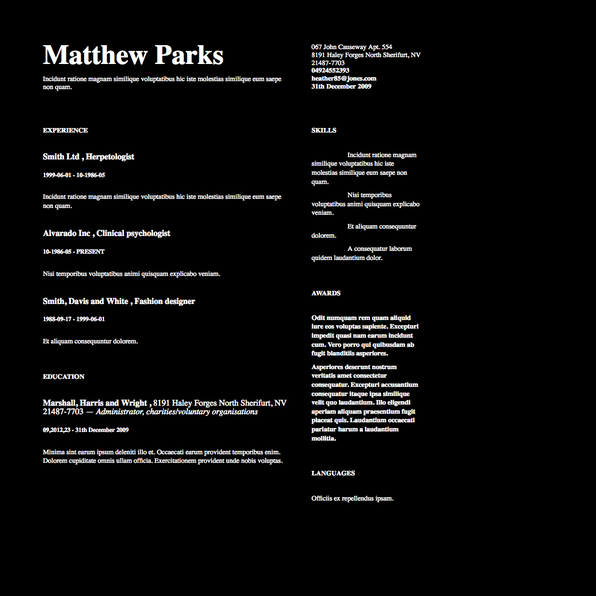 Matthew Parks
Incidunt ratione magnam similique voluptatibus hic iste molestias similique eum saepe
non quam.
067 John Causeway Apt. 554
8191 Haley Forges North Sherifurt, NV
21487-7703
04924552393
heather85@jones.com
31th December 2009
EXPERIENCE
Smith Ltd , Herpetologist
1999-06-01 - 10-1986-05
Incidunt ratione magnam similique voluptatibus hic iste molestias similique eum saepe
non quam.
Alvarado Inc , Clinical psychologist
10-1986-05 - PRESENT
Nisi temporibus voluptatibus animi quisquam explicabo veniam.
Smith, Davis and White , Fashion designer
1988-09-17 - 1999-06-01
Et aliquam consequuntur dolorem.
EDUCATION
Marshall, Harris and Wright , 8191 Haley Forges North Sherifurt, NV
21487-7703 — Administrator, charities/voluntary organisations
09,2012,23 - 31th December 2009
Minima sint earum ipsum deleniti illo et. Occaecati earum provident temporibus enim.
Dolorem cupiditate omnis ullam officia. Exercitationem provident unde nobis voluptas.
SKILLS
Incidunt ratione magnam
similique voluptatibus hic iste
molestias similique eum saepe non
quam.
Nisi temporibus
voluptatibus animi quisquam explicabo
veniam.
Et aliquam consequuntur
dolorem.
A consequatur laborum
quidem laudantium dolor.
AWARDS
Odit numquam rem quam aliquid
iure eos voluptas sapiente. Excepturi
impedit quasi nam earum incidunt
cum. Vero porro qui quibusdam ab
fugit blanditiis asperiores.
Asperiores deserunt nostrum
veritatis amet consectetur
consequatur. Excepturi accusantium
consequatur itaque ipsa similique
velit quo laudantium. Illo eligendi
aperiam aliquam praesentium fugit
placeat quis. Laudantium occaecati
pariatur harum a laudantium
mollitia.
LANGUAGES
Officiis ex repellendus ipsam.